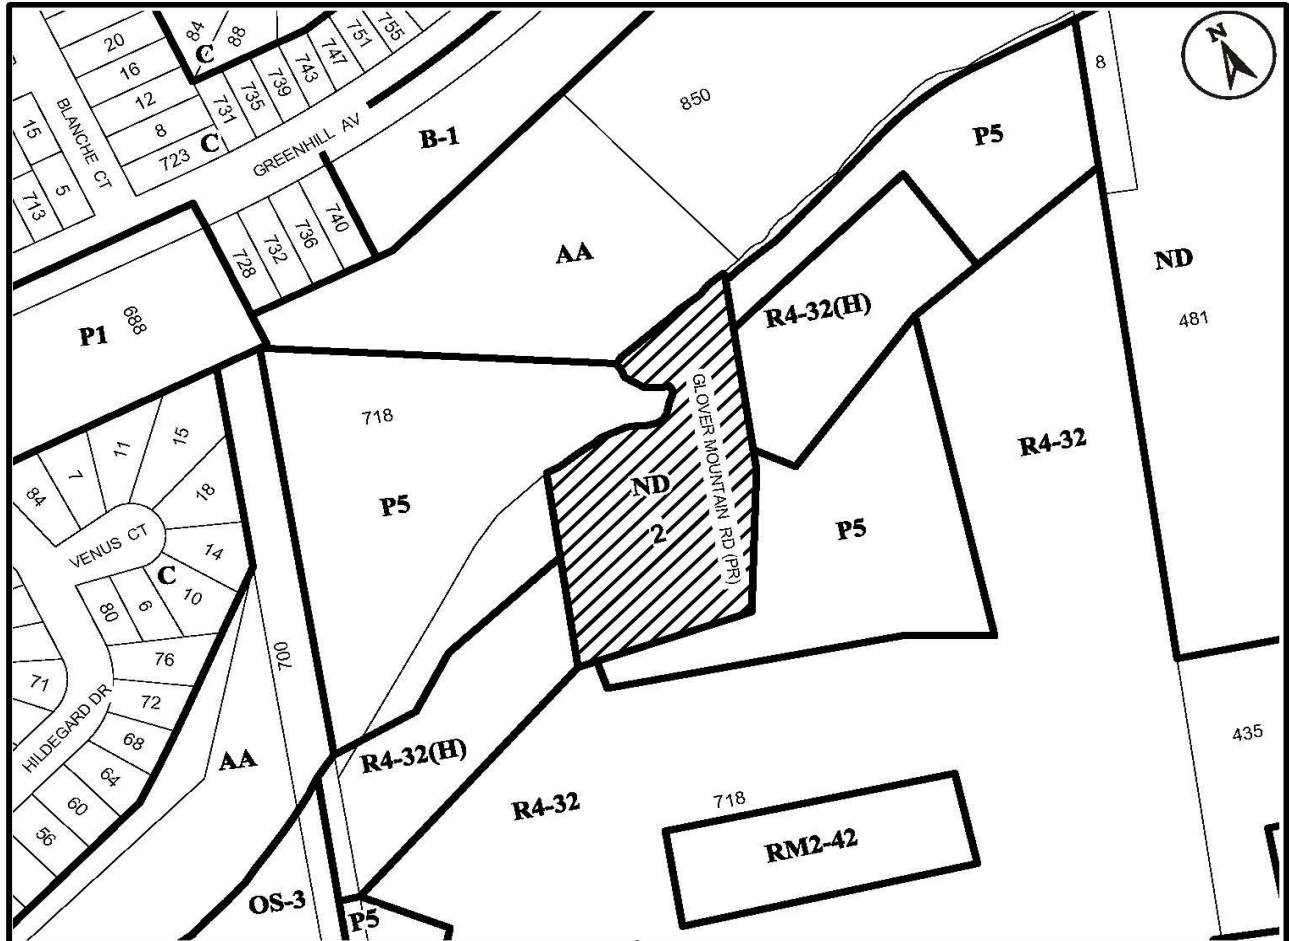 84
88
C
755
751
747
743
739
735
731
20
16
12
8
723
C
N
8
15
5
713
BLANCHE CT
GREENHILL AV
B-1
850
P5
728
732
736
740
AA
ND
481
P1
688
R4-32(H)
718
GLOVER MOUNTAIN RD (PR)
R4-32
84
7
11
15
18
14
10
6
80
VENUS CT
C
P5
ND
2
P5
76
72
68
64
60
56
71
HILDEGARD DR
700
AA
R4-32(H)
R4-32
718
RM2-42
435
OS-3
P5